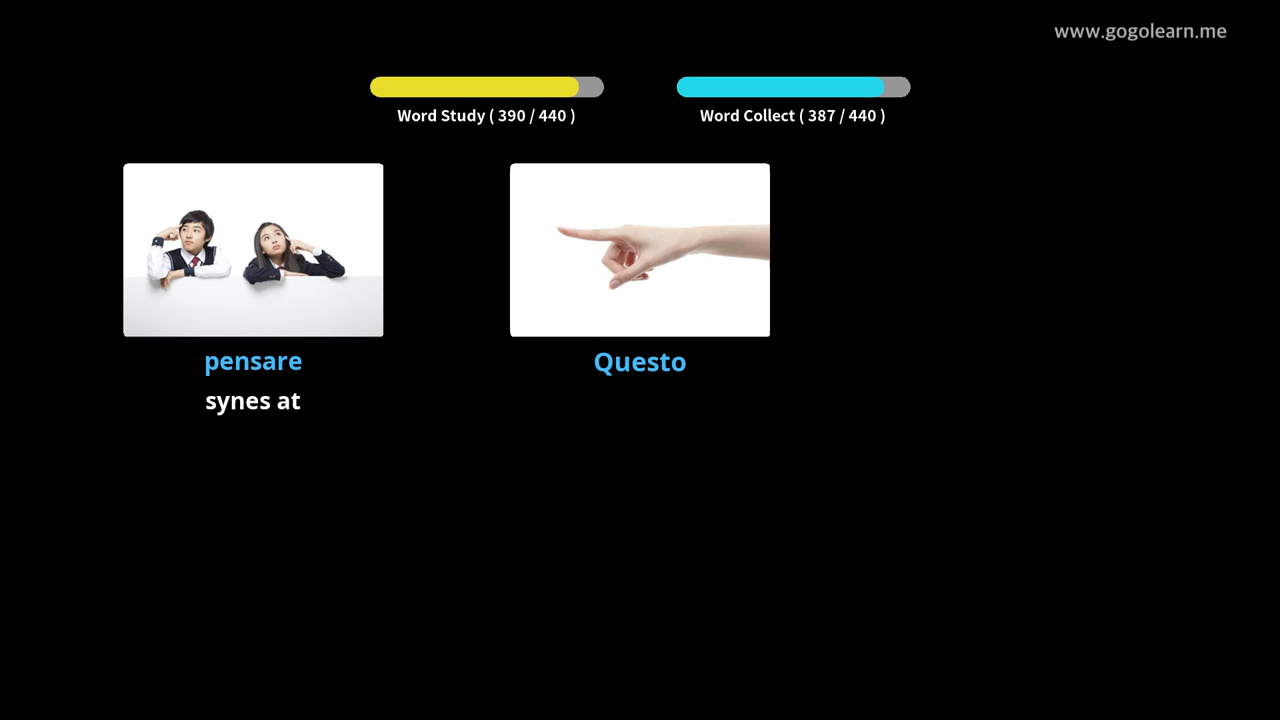 www.gogolearn.me
Word Study ( 390 / 440 )
Word Collect ( 387 / 440 )
pensare
synes at
Questo